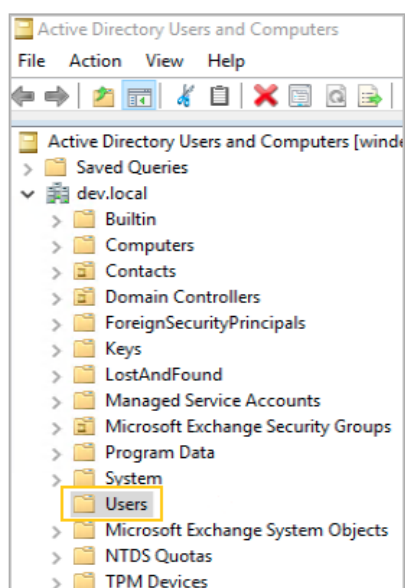 Active Directory Users and Computers
File Action View Help
Active Directory Users and Computers [winde
Saved Queries
dev.local
Builtin
Computers
Contacts
Domain Controllers
ForeignSecurityPrincipals
Keys
LostAndFound
Managed Service Accounts
Microsoft Exchange Security Groups
Program Data
System
Users
Microsoft Exchange System Objects
NTDS Quotas
TPM Devices